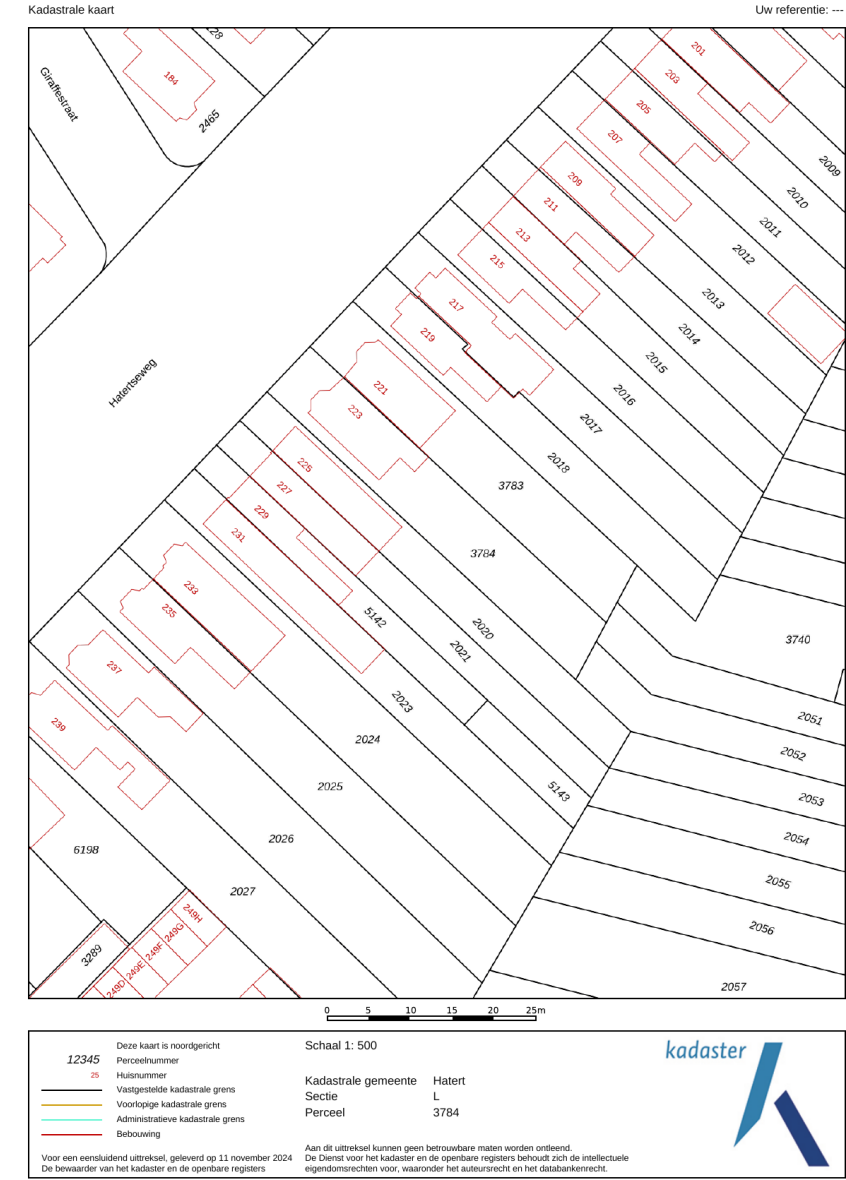 Kadastrale kaart
Uw referentie: ---
Giraffestraat
184
128
2465
Hatertseweg
201
203
205
207
209
211
213
215
217
219
221
223
225
227
229
231
233
235
237
239
2009
2010
2011
2012
2013
2014
2015
2016
2017
2018
3783
3784
2020
2021
5142
2023
2024
2025
2026
2027
5143
3740
2051
2052
2053
2054
2055
2056
2057
6198
3289
249H
249G
249F
249E
249D
0 5 10 15 20 25m
Deze kaart is noordgericht
12345 Perceelnummer
25 Huisnummer
Vastgestelde kadastrale grens
Voorlopige kadastrale grens
Administratieve kadastrale grens
Bebouwing
Voor een eensluidend uittreksel, geleverd op 11 november 2024
De bewaarder van het kadaster en de openbare registers
Schaal 1: 500
Kadastrale gemeente Hatert
Sectie L
Perceel 3784
Aan dit uittreksel kunnen geen betrouwbare maten worden ontleend.
De Dienst voor het kadaster en de openbare registers behoudt zich de intellectuele
eigendomsrechten voor, waaronder het auteursrecht en het databankenrecht.
kadaster